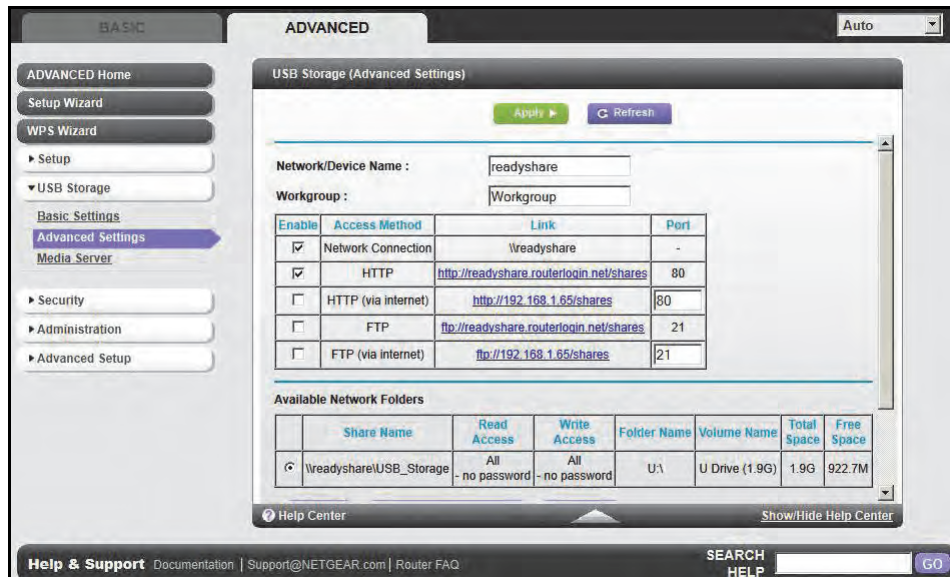 BASIC
ADVANCED
Auto
ADVANCED Home
Setup Wizard
WPS Wizard
Setup
USB Storage
Basic Settings
Advanced Settings
Media Server
Security
Administration
Advanced Setup
USB Storage (Advanced Settings)
Apply
Refresh
Network/Device Name : readyshare
Workgroup : Workgroup
Enable Access Method Link Port
Network Connection \\readyshare -
HTTP http://readyshare.routerlogin.net/shares 80
HTTP (via internet) http://192.168.1.65/shares 80
FTP ftp://readyshare.routerlogin.net/shares 21
FTP (via internet) ftp://192.168.1.65/shares 21
Available Network Folders
Share Name Read Access Write Access Folder Name Volume Name Total Space Free Space
\\readyshare\USB_Storage All - no password All - no password U:\ U Drive (1.9G) 1.9G 922.7M
Help Center
Show/Hide Help Center
Help & Support Documentation | Support@NETGEAR.com | Router FAQ
SEARCH HELP
GO